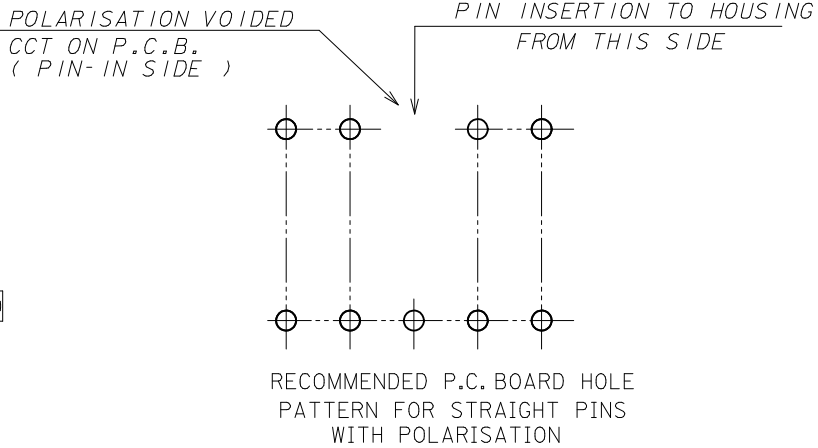 POLARISATION VOIDED
CCT ON P.C.B.
( PIN-IN SIDE )
PIN INSERTION TO HOUSING
FROM THIS SIDE
RECOMMENDED P.C.BOARD HOLE
PATTERN FOR STRAIGHT PINS
WITH POLARISATION